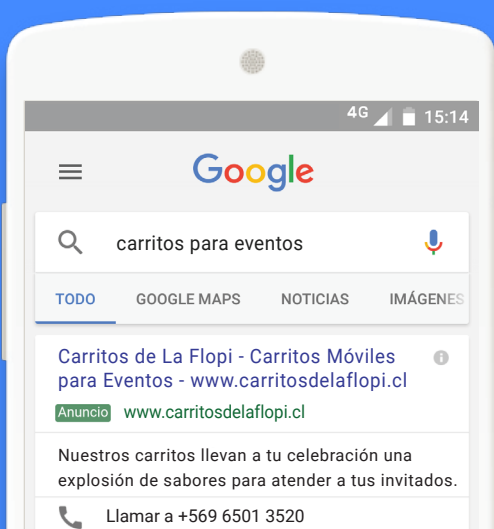 4G 15:14
Google
carritos para eventos
TODO GOOGLE MAPS NOTICIAS IMÁGENES
Carritos de La Flopi - Carritos Móviles
para Eventos - www.carritosdelaflopi.cl
Anuncio www.carritosdelaflopi.cl
Nuestros carritos llevan a tu celebración una
explosión de sabores para atender a tus invitados.
Llamar a +569 6501 3520